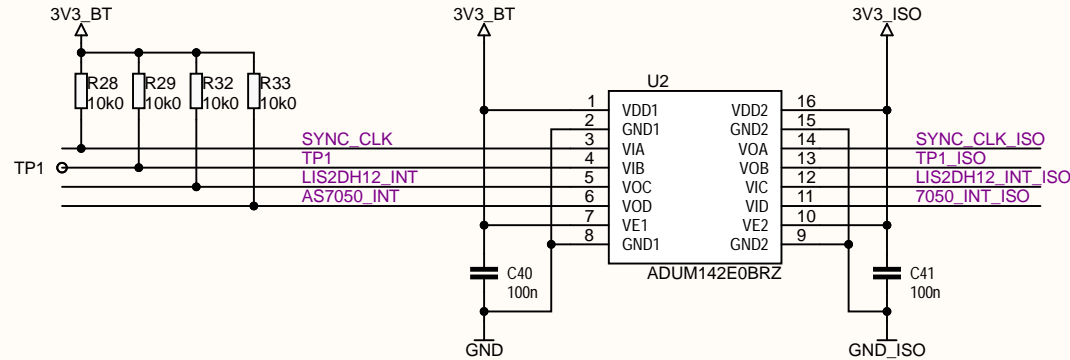 3V3_BT 3V3_BT 3V3_ISO
R28 R29 R32 R33
10k0 10k0 10k0 10k0
U2
1 VDD1 VDD2 16
2 GND1 GND2 15
SYNC_CLK 3 VIA VOA 14 SYNC_CLK_ISO
TP1 TP1 4 VIB VOB 13 TP1_ISO
LIS2DH12_INT 5 VOC VIC 12 LIS2DH12_INT_ISO
AS7050_INT 6 VOD VID 11 7050_INT_ISO
7 VE1 VE2 10
8 GND1 GND2 9
C40 ADUM142E0BRZ C41
100n 100n
GND GND_ISO